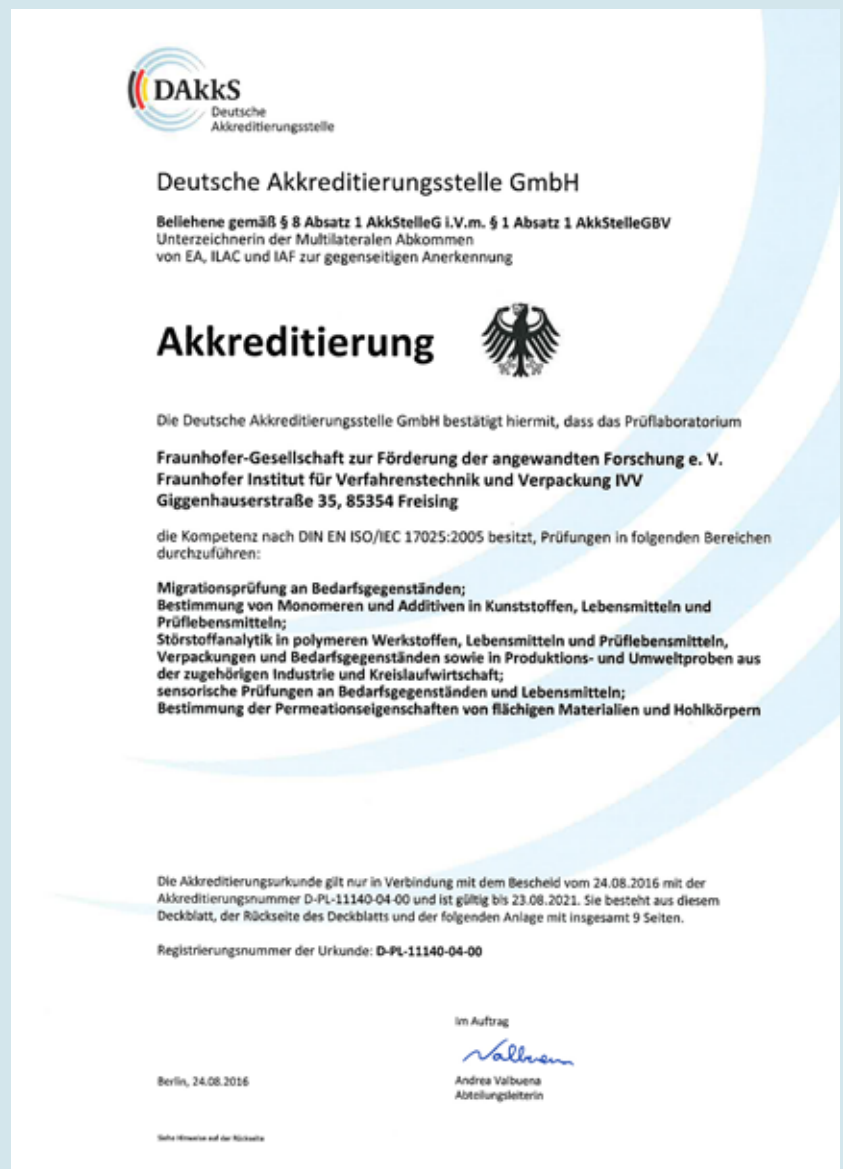 DAkkS
Deutsche
Akkreditierungsstelle
Deutsche Akkreditierungsstelle GmbH
Beliehene gemäß § 8 Absatz 1 AkkStelleG i.V.m. § 1 Absatz 1 AkkStelleGBV
Unterzeichnerin der Multilateralen Abkommen
von EA, ILAC und IAF zur gegenseitigen Anerkennung
Akkreditierung
Die Deutsche Akkreditierungsstelle GmbH bestätigt hiermit, dass das Prüflaboratorium
Fraunhofer-Gesellschaft zur Förderung der angewandten Forschung e. V.
Fraunhofer Institut für Verfahrenstechnik und Verpackung IVV
Giggenhauserstraße 35, 85354 Freising
die Kompetenz nach DIN EN ISO/IEC 17025:2005 besitzt, Prüfungen in folgenden Bereichen
durchzuführen:
Migrationsprüfung an Bedarfsgegenständen;
Bestimmung von Monomeren und Additiven in Kunststoffen, Lebensmitteln und
Prüflebensmitteln;
Störstoffanalytik in polymeren Werkstoffen, Lebensmitteln und Prüflebensmitteln,
Verpackungen und Bedarfsgegenständen sowie in Produktions- und Umweltproben aus
der zugehörigen Industrie und Kreislaufwirtschaft;
sensorische Prüfungen an Bedarfsgegenständen und Lebensmitteln;
Bestimmung der Permeationseigenschaften von flächigen Materialien und Hohlkörpern
Die Akkreditierungsurkunde gilt nur in Verbindung mit dem Bescheid vom 24.08.2016 mit der
Akkreditierungsnummer D-PL-11140-04-00 und ist gültig bis 23.08.2021. Sie besteht aus diesem
Deckblatt, der Rückseite des Deckblatts und der folgenden Anlage mit insgesamt 9 Seiten.
Registrierungsnummer der Urkunde: D-PL-11140-04-00
Im Auftrag
Valbuena
Berlin, 24.08.2016
Andrea Valbuena
Abteilungsleiterin
Siehe Hinweise auf der Rückseite